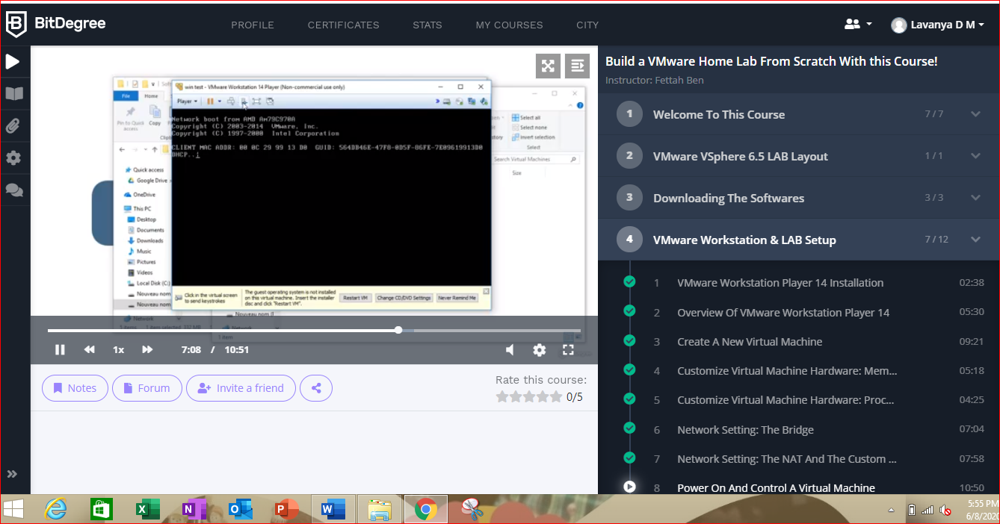 BitDegree
PROFILE CERTIFICATES STATS MY COURSES CITY
Lavanya D M
Build a VMware Home Lab From Scratch With this Course!
Instructor: Fettah Ben
1 Welcome To This Course 7 / 7
2 VMware VSphere 6.5 LAB Layout 1 / 1
3 Downloading The Softwares 3 / 3
4 VMware Workstation & LAB Setup 7 / 12
1 VMware Workstation Player 14 Installation 02:38
2 Overview Of VMware Workstation Player 14 05:30
3 Create A New Virtual Machine 09:21
4 Customize Virtual Machine Hardware: Mem... 05:18
5 Customize Virtual Machine Hardware: Proc... 04:25
6 Network Setting: The Bridge 07:04
7 Network Setting: The NAT And The Custom ... 07:58
8 Power On And Control A Virtual Machine 10:50
win test - VMware Workstation 14 Player (Non-commercial use only)
Player
File Home
Pin to Quick access
Copy
Network boot from AMD Am79C970A
Copyright (C) 2003-2014 VMware, Inc.
Copyright (C) 1997-2000 Intel Corporation
CLIENT MAC ADDR: 00 0C 29 99 13 D0 GUID: 564DD46E-47F0-0D5F-86FE-7E09619913D0
DHCP..
Select all
Select none
Invert selection
Select
Search Virtual Machines
Size
Quick access
Google Drive
OneDrive
This PC
Desktop
Documents
Downloads
Music
Pictures
Videos
Local Disk (C:)
Nouveau nom
Nouveau nom
Network
Click in the virtual screen
to send keystrokes
The guest operating system is not installed
on this virtual machine. Insert the installer
disc and click "Restart VM".
Restart VM Change CD/DVD Settings Never Remind Me
1x 7:08 / 10:51
Notes Forum Invite a friend
Rate this course:
0/5
5:55 PM
6/8/2020